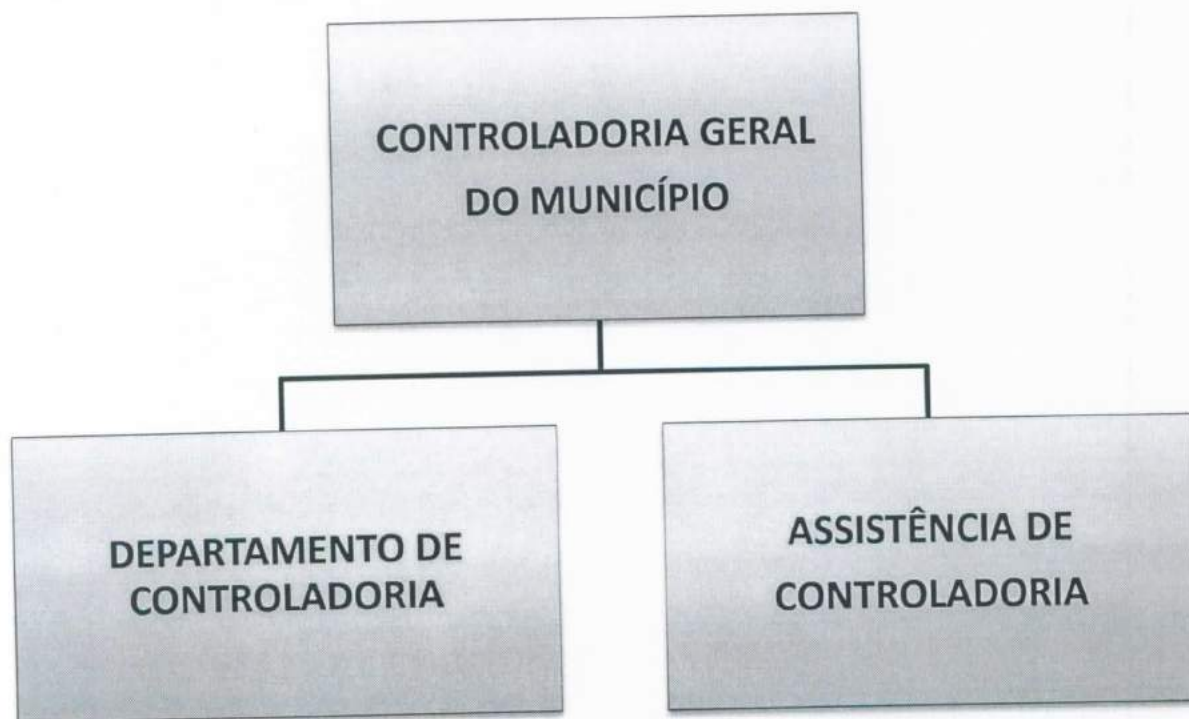 CONTROLADORIA GERAL
DO MUNICÍPIO
DEPARTAMENTO DE
CONTROLADORIA
ASSISTÊNCIA DE
CONTROLADORIA